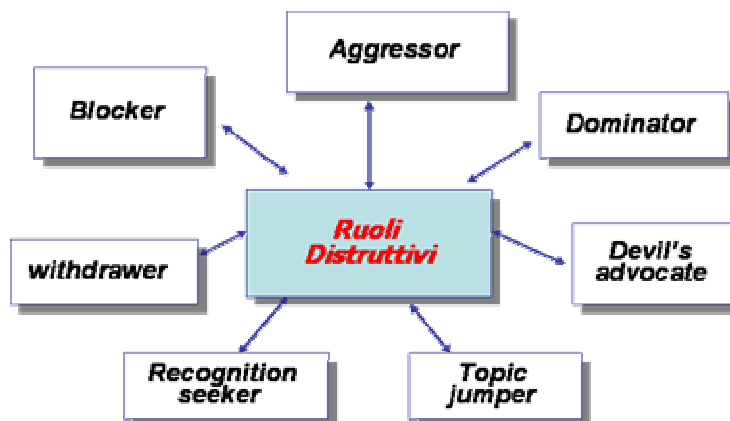 Aggressor
Blocker
Dominator
Ruoli
Distruttivi
withdrawer
Devil's
advocate
Recognition
seeker
Topic
jumper